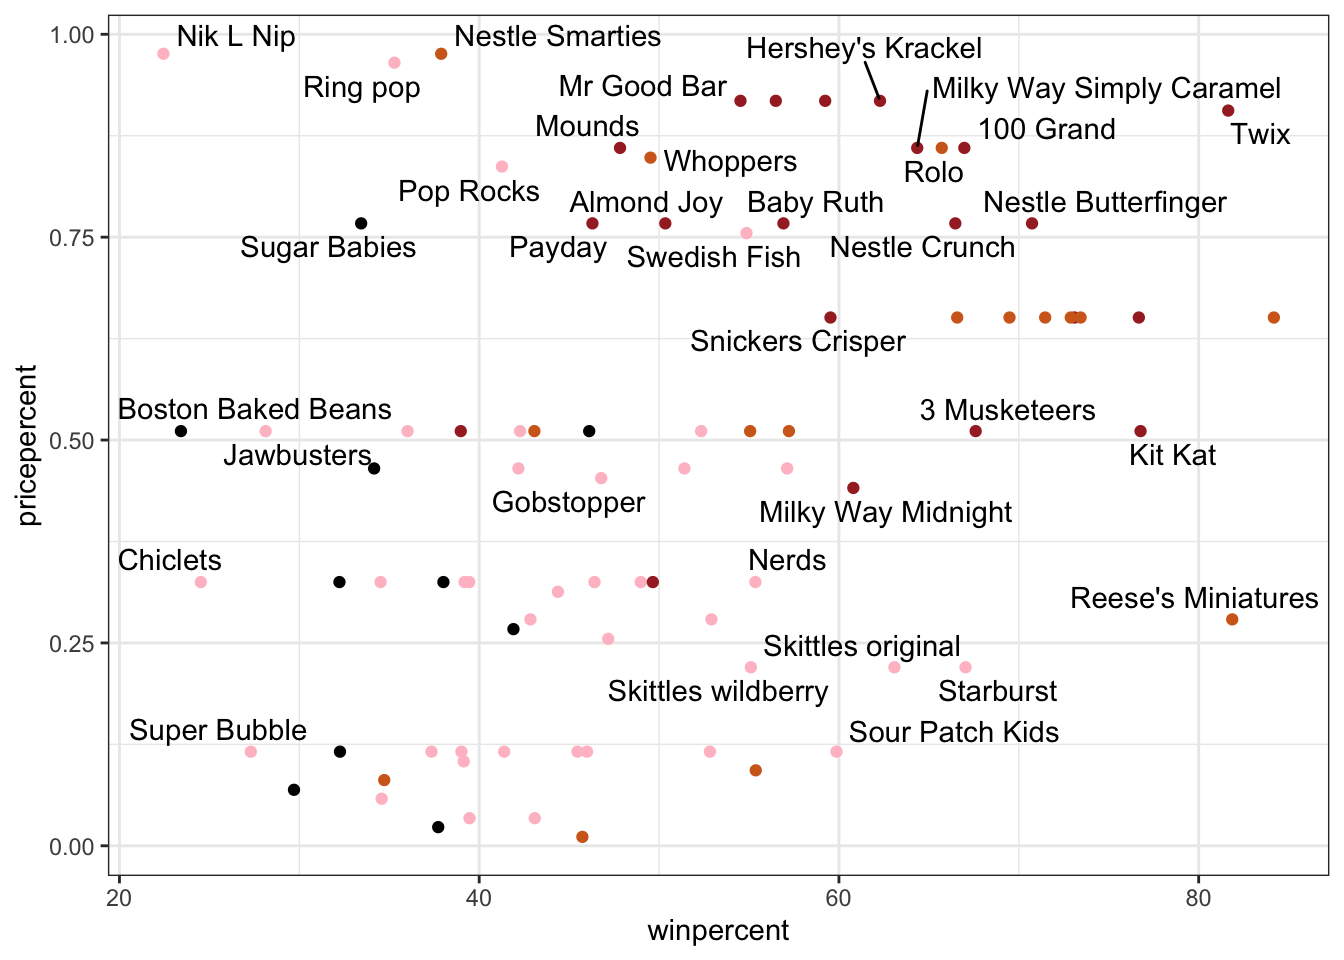 1.00
Nik L Nip
Nestle Smarties
Hershey's Krackel
Ring pop
Mr Good Bar
Milky Way Simply Caramel
Mounds
100 Grand
Twix
Whoppers
Rolo
Pop Rocks
Almond Joy
Baby Ruth
Nestle Butterfinger
0.75
Sugar Babies
Payday
Swedish Fish
Nestle Crunch
Snickers Crisper
Boston Baked Beans
3 Musketeers
0.50
Jawbusters
Kit Kat
Gobstopper
Milky Way Midnight
Chiclets
Nerds
Reese's Miniatures
0.25
Skittles original
Skittles wildberry
Starburst
Super Bubble
Sour Patch Kids
0.00
20
40
60
80
winpercent
pricepercent